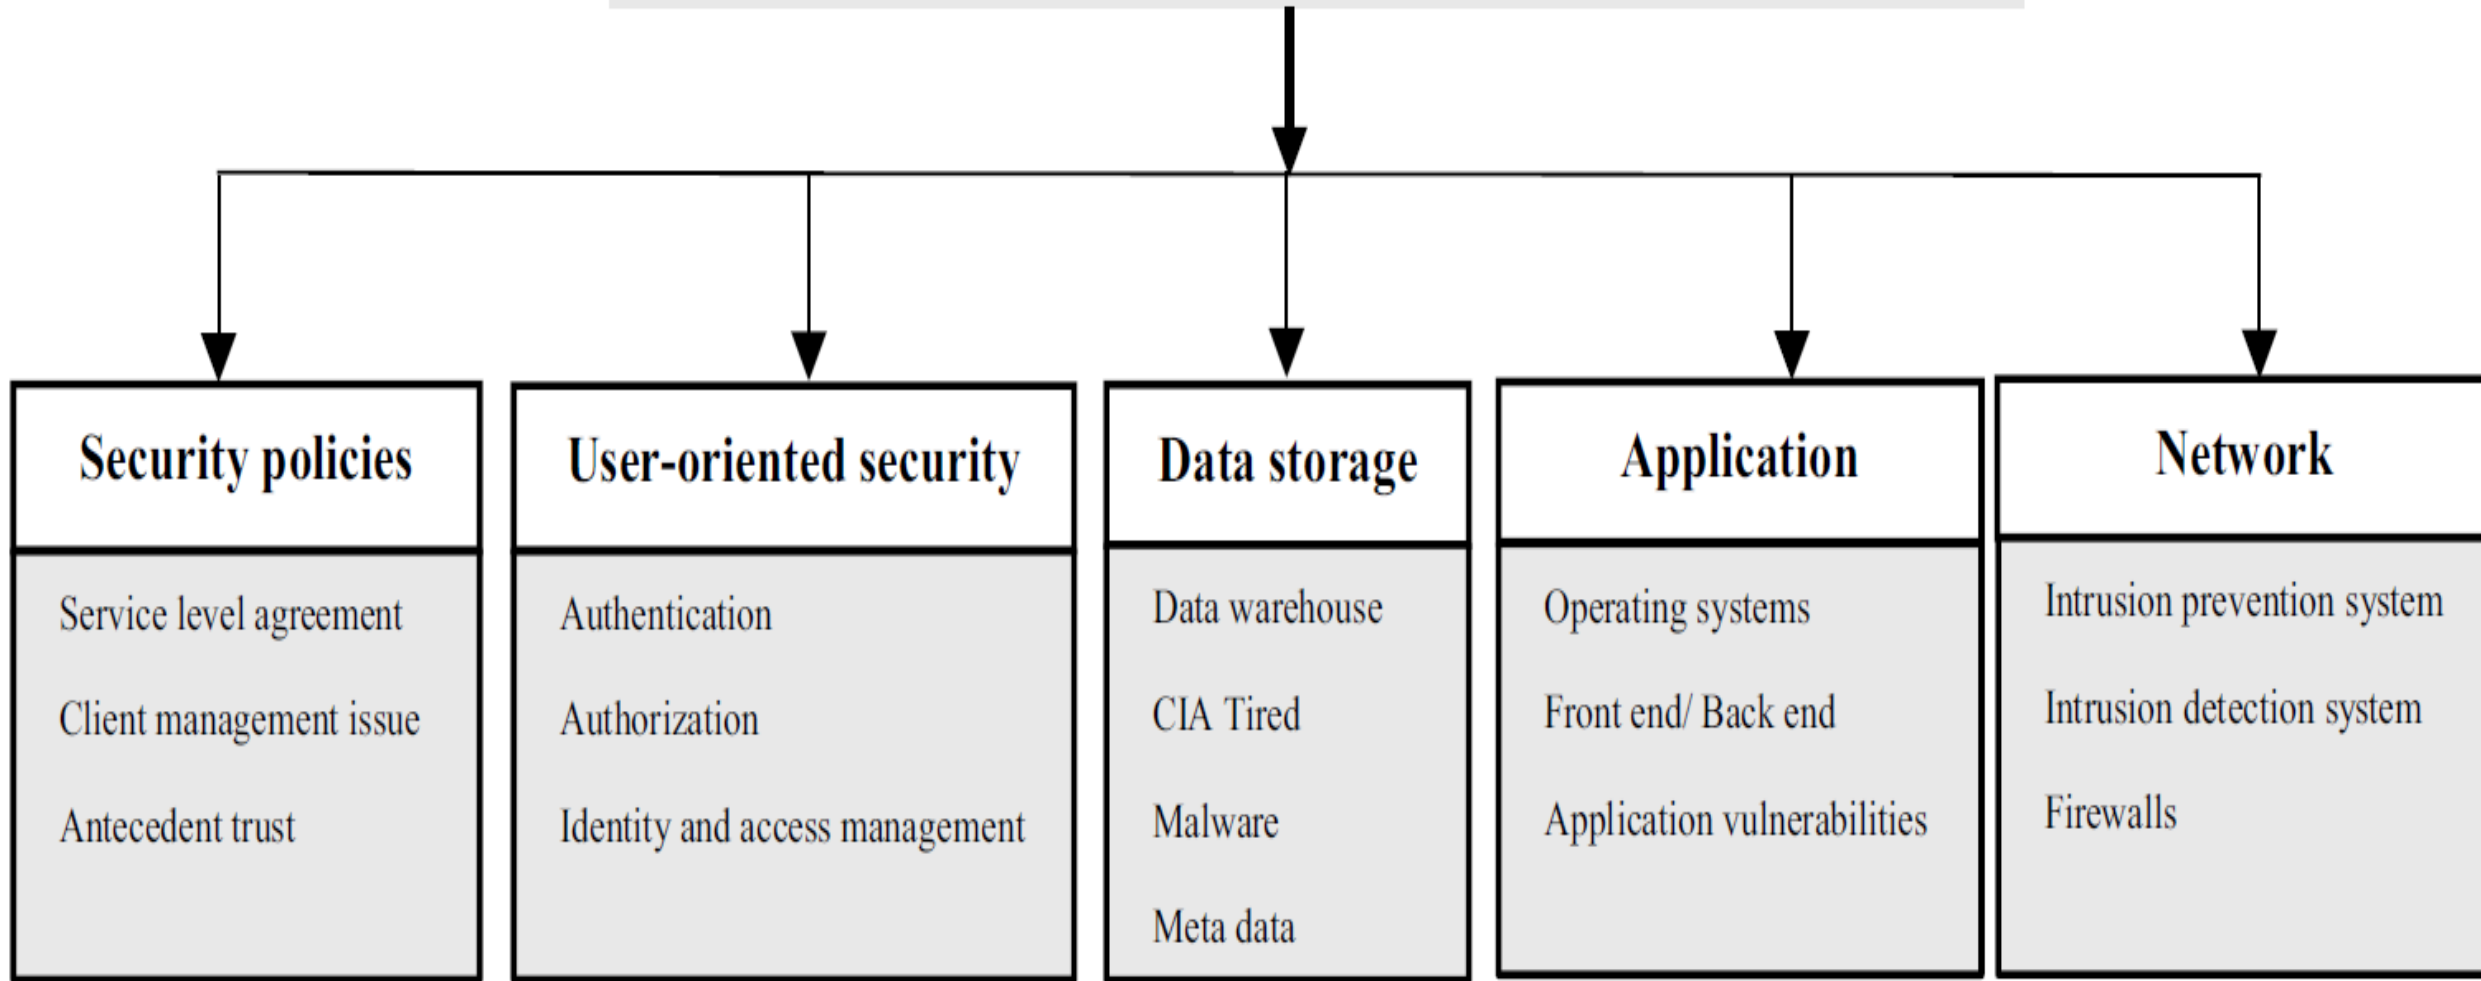 Security policies
Service level agreement
Client management issue
Antecedent trust
User-oriented security
Authentication
Authorization
Identity and access management
Data storage
Data warehouse
CIA Tired
Malware
Meta data
Application
Operating systems
Front end/ Back end
Application vulnerabilities
Network
Intrusion prevention system
Intrusion detection system
Firewalls